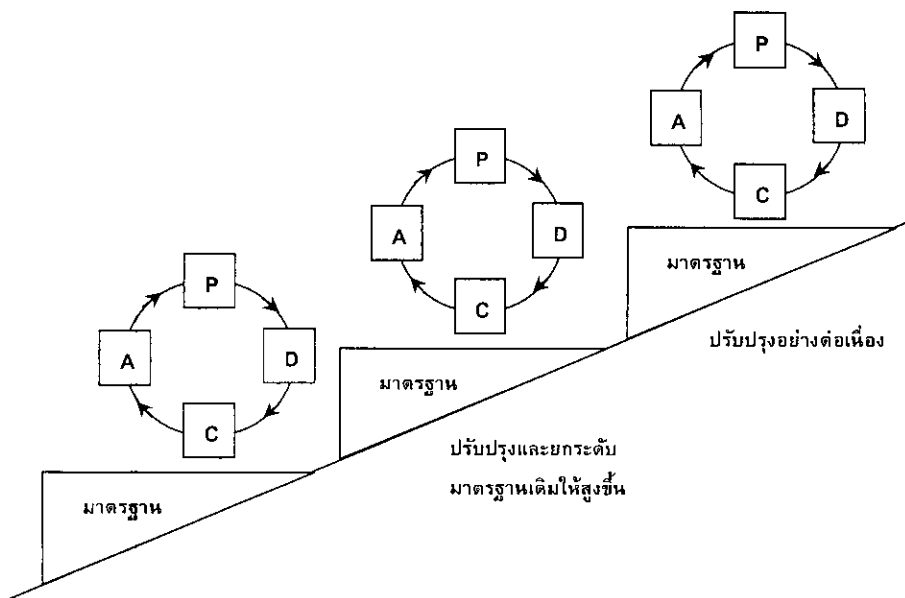 P
A
D
C
P
A
D
C
มาตรฐาน
ปรับปรุงอย่างต่อเนื่อง
P
A
D
C
มาตรฐาน
ปรับปรุงและยกระดับ
มาตรฐานเดิมให้สูงขึ้น
มาตรฐาน